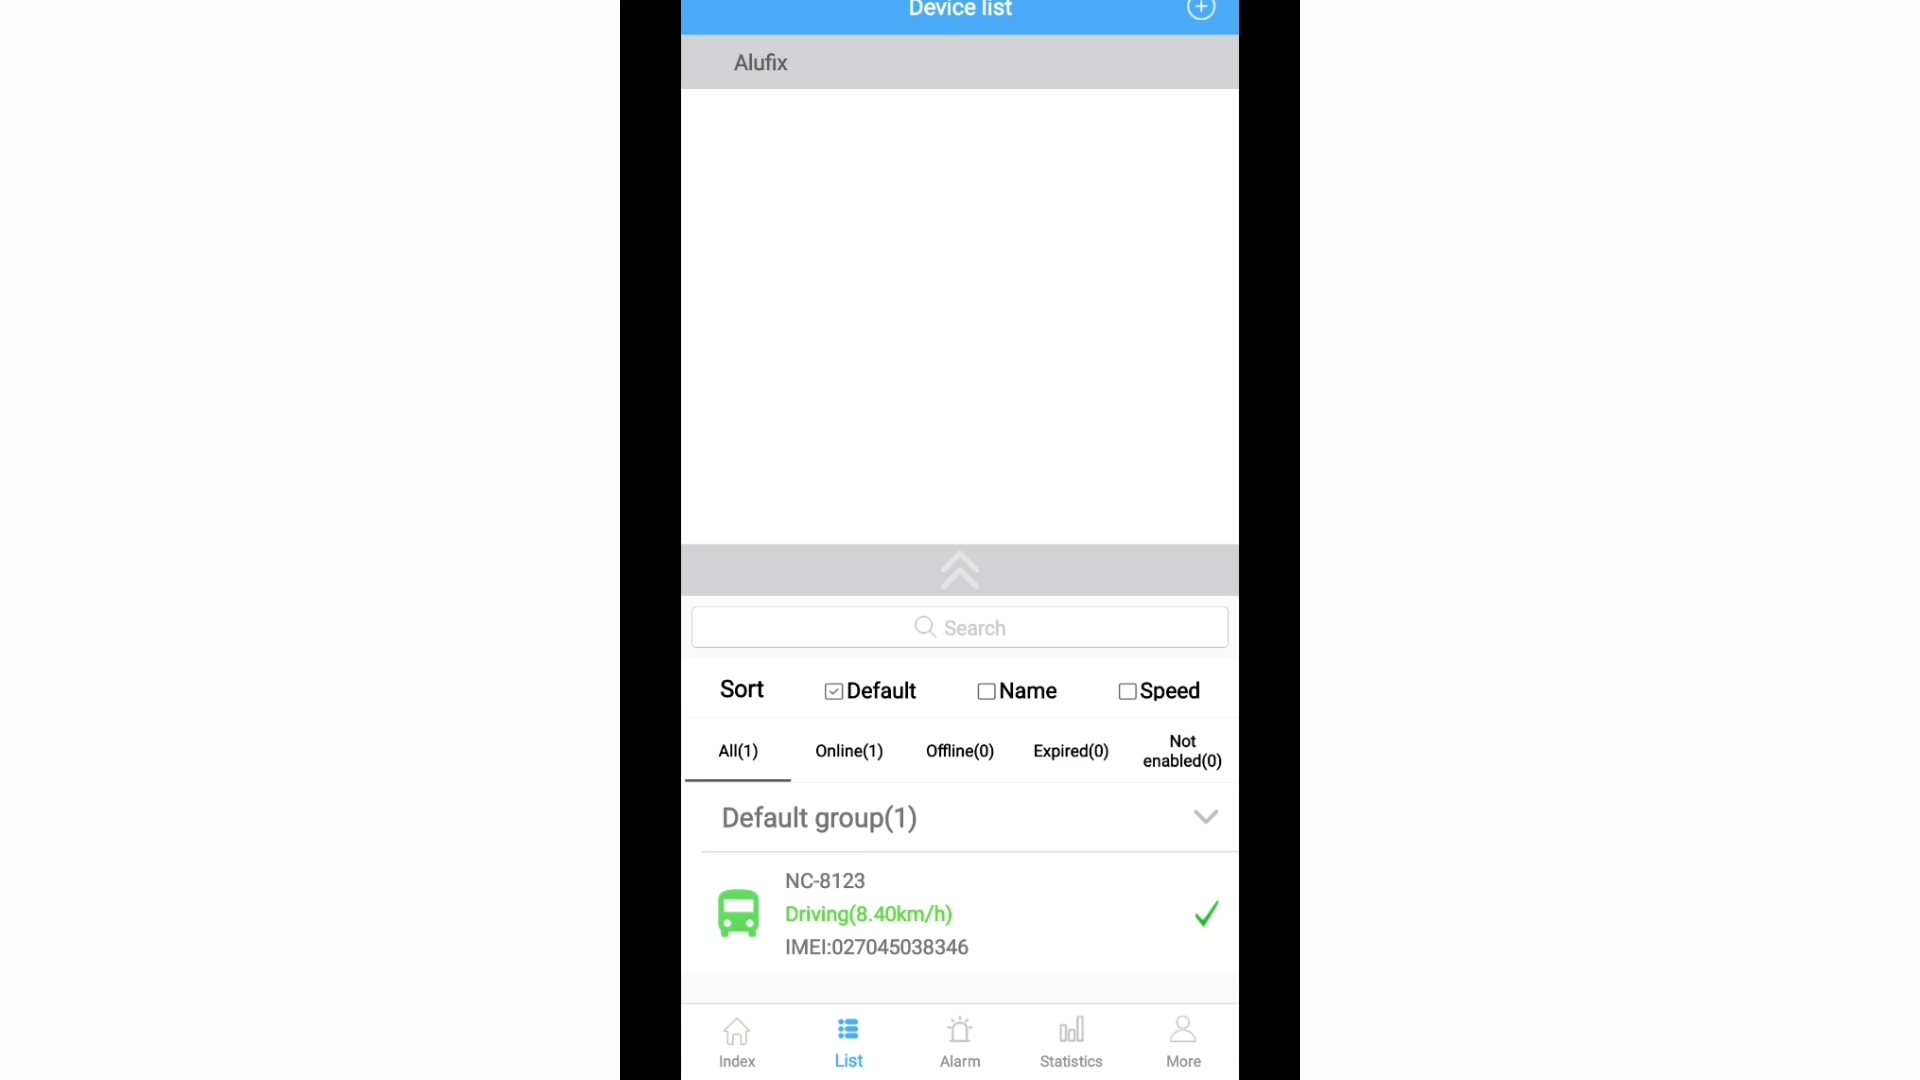 Device list
Alufix
Search
Sort
Default
Name
Speed
All(1)
Online(1)
Offline(0)
Expired(0)
Not
enabled(0)
Default group(1)
NC-8123
Driving(8.40km/h)
IMEI:027045038346
Index
List
Alarm
Statistics
More